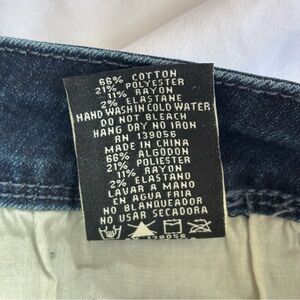 66% COTTON
21% POLYESTER
11% RAYON
2% ELASTANE
HAND WASH IN COLD WATER
DO NOT BLEACH
HANG DRY NO IRON
RN 139056
MADE IN CHINA
66% ALGODON
21% POLIESTER
11% RAYON
2% ELASTANO
LAVAR A MANO
EN AGUA FRIA
NO BLANQUEADOR
NO USAR SECADORA
139056